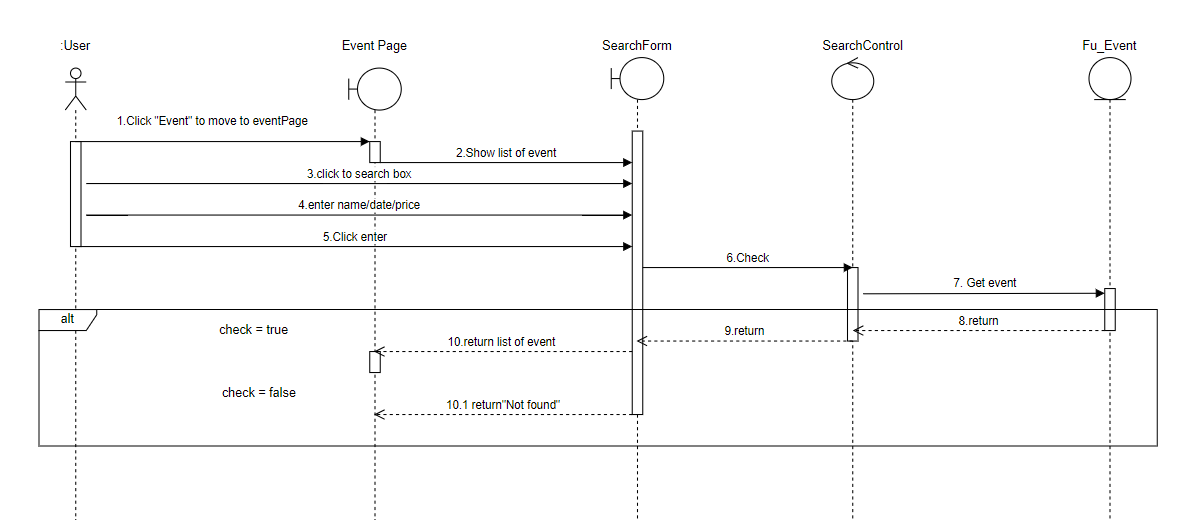 :User
Event Page
SearchForm
SearchControl
Fu_Event
1.Click "Event" to move to eventPage
2.Show list of event
3.click to search box
4.enter name/date/price
5.Click enter
6.Check
7. Get event
alt
check = true
8.return
9.return
10.return list of event
check = false
10.1 return"Not found"